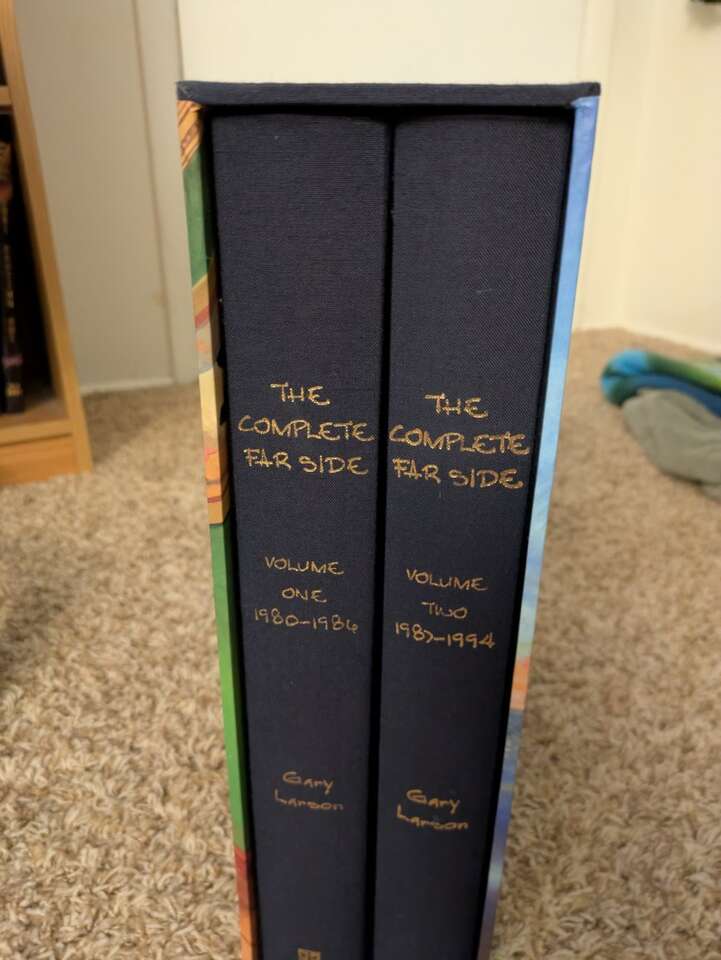 THE
COMPLETE
FAR SIDE
VOLUME
ONE
1980-1986
Gary
Larson
THE
COMPLETE
FAR SIDE
VOLUME
TWO
1987-1994
Gary
Larson